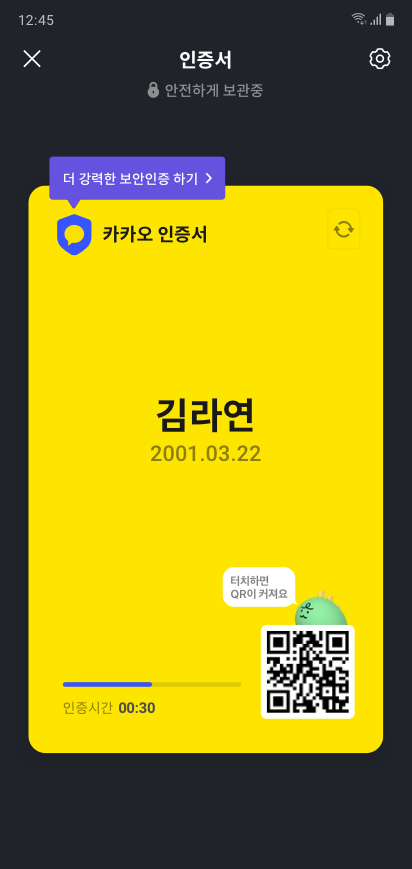 12:45
인증서
안전하게 보관중
더 강력한 보안인증 하기
카카오 인증서
김라연
2001.03.22
터치하면
QR이 커져요
인증시간 00:30